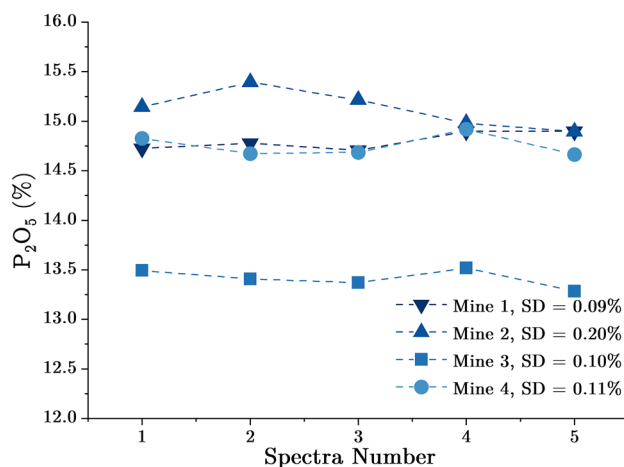 16.0
15.5
15.0
14.5
14.0
13.5
13.0
12.5
12.0
P₂O₅ (%)
Mine 1, SD = 0.09%
Mine 2, SD = 0.20%
Mine 3, SD = 0.10%
Mine 4, SD = 0.11%
1 2 3 4 5
Spectra Number